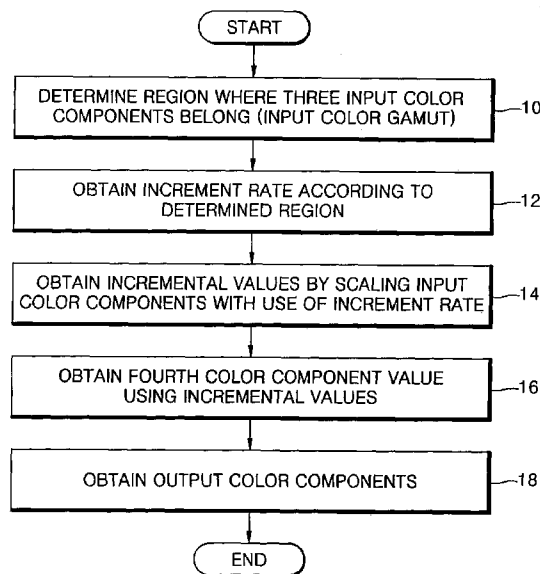 START
DETERMINE REGION WHERE THREE INPUT COLOR
COMPONENTS BELONG (INPUT COLOR GAMUT)
10
OBTAIN INCREMENT RATE ACCORDING TO
DETERMINED REGION
12
OBTAIN INCREMENTAL VALUES BY SCALING INPUT
COLOR COMPONENTS WITH USE OF INCREMENT RATE
14
OBTAIN FOURTH COLOR COMPONENT VALUE
USING INCREMENTAL VALUES
16
OBTAIN OUTPUT COLOR COMPONENTS
18
END